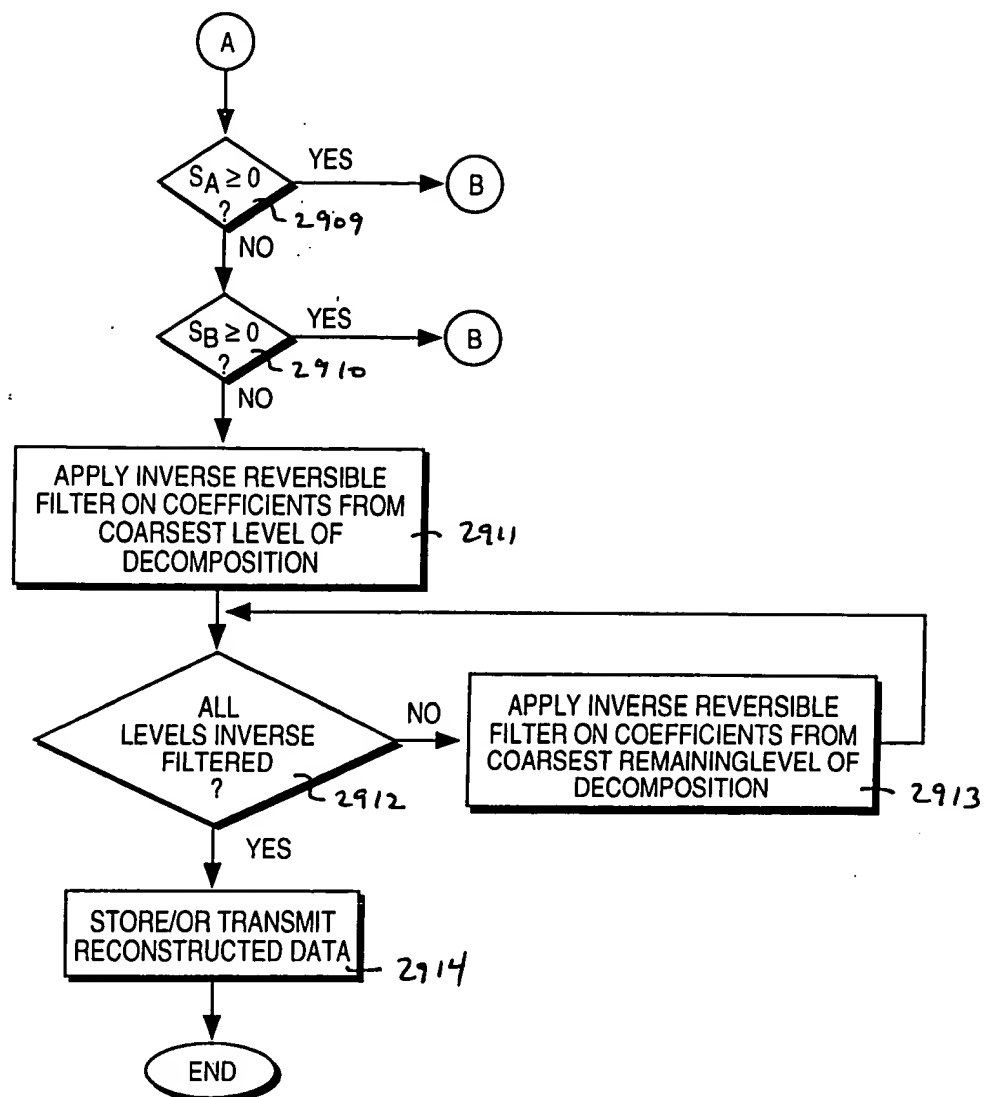 A
S_A ≥ 0
?
2909
YES
B
NO
S_B ≥ 0
?
2910
YES
B
NO
APPLY INVERSE REVERSIBLE
FILTER ON COEFFICIENTS FROM
COARSEST LEVEL OF
DECOMPOSITION
2911
ALL
LEVELS INVERSE
FILTERED
?
2912
NO
APPLY INVERSE REVERSIBLE
FILTER ON COEFFICIENTS FROM
COARSEST REMAININGLEVEL OF
DECOMPOSITION
2913
YES
STORE/OR TRANSMIT
RECONSTRUCTED DATA
2914
END